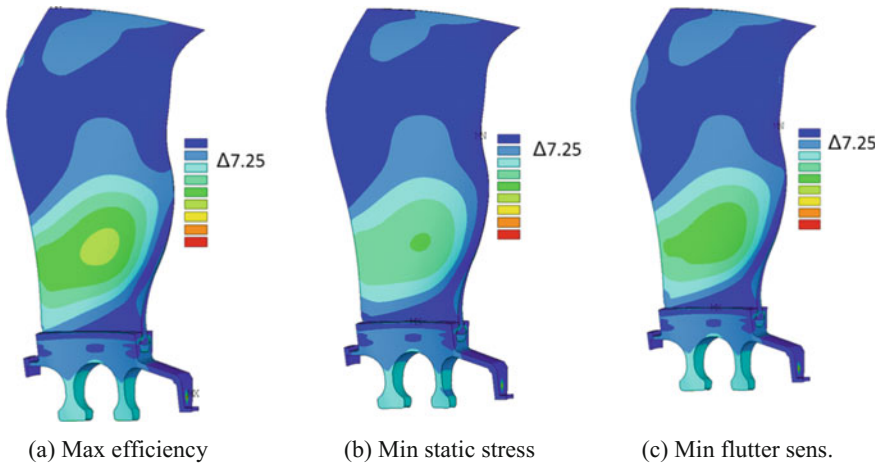 Δ7.25
Δ7.25
Δ7.25
(a) Max efficiency
(b) Min static stress
(c) Min flutter sens.